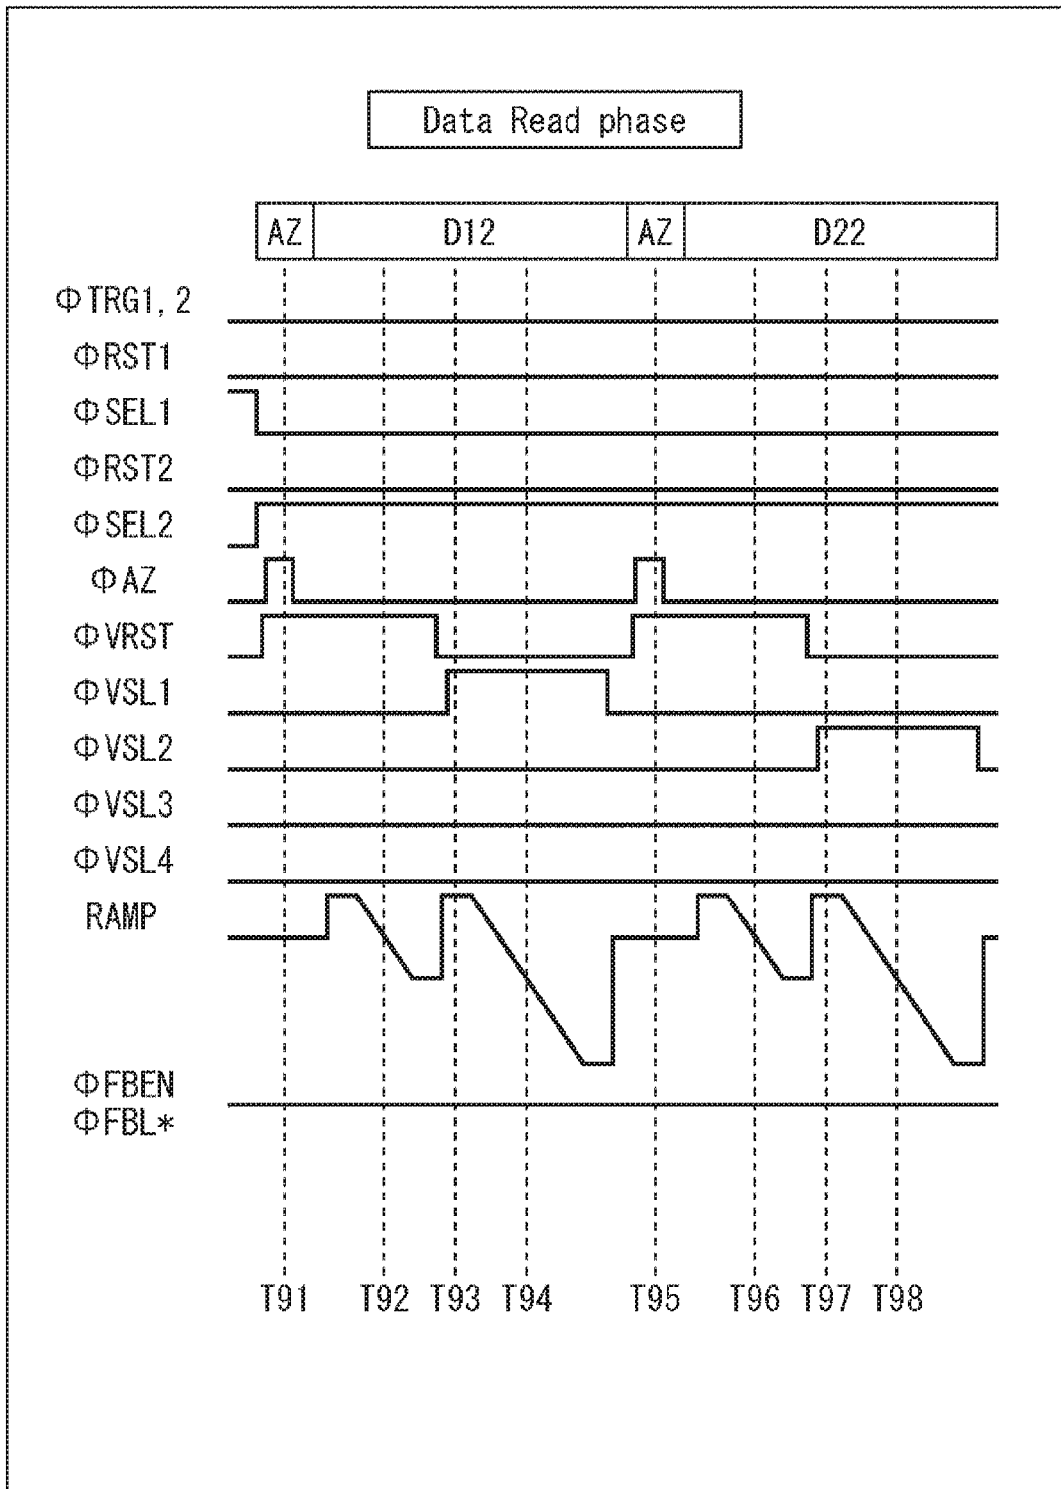 Data Read phase
AZ D12 AZ D22
ΦTRG1, 2
ΦRST1
ΦSEL1
ΦRST2
ΦSEL2
ΦAZ
ΦVRST
ΦVSL1
ΦVSL2
ΦVSL3
ΦVSL4
RAMP
ΦFBEN
ΦFBL*
T91 T92 T93 T94 T95 T96 T97 T98